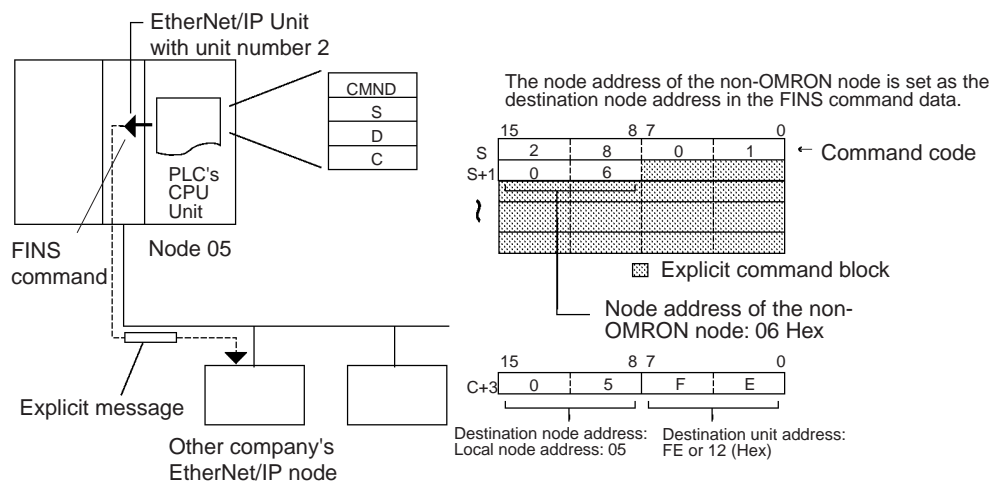 EtherNet/IP Unit
with unit number 2
CMND
S
D
C
PLC's
CPU
Unit
FINS
command
Node 05
Explicit message
Other company's
EtherNet/IP node
The node address of the non-OMRON node is set as the
destination node address in the FINS command data.
15 8 7 0
S 2 8 0 1 ← Command code
S+1 0 6
~
Explicit command block
Node address of the non-
OMRON node: 06 Hex
15 8 7 0
C+3 0 5 F E
Destination node address:
Local node address: 05
Destination unit address:
FE or 12 (Hex)